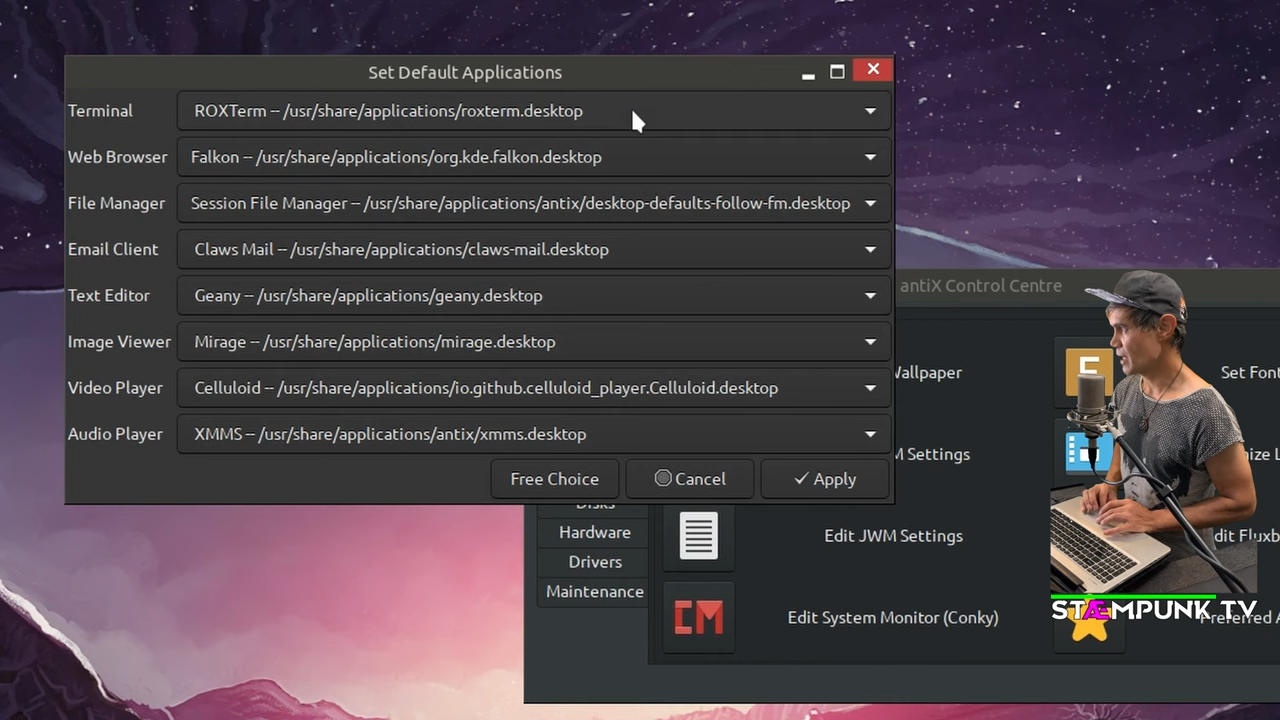 Set Default Applications
Terminal ROXTerm -- /usr/share/applications/roxterm.desktop
Web Browser Falkon -- /usr/share/applications/org.kde.falkon.desktop
File Manager Session File Manager -- /usr/share/applications/antix/desktop-defaults-follow-fm.desktop
Email Client Claws Mail -- /usr/share/applications/claws-mail.desktop
Text Editor Geany -- /usr/share/applications/geany.desktop
Image Viewer Mirage -- /usr/share/applications/mirage.desktop
Video Player Celluloid -- /usr/share/applications/io.github.celluloid_player.Celluloid.desktop
Audio Player XMMS -- /usr/share/applications/antix/xmms.desktop
Free Choice Cancel Apply
antiX Control Centre
Wallpaper Set Font
M Settings
Disks
Hardware
Drivers
Maintenance
Edit JWM Settings
Edit System Monitor (Conky)
Preferred A
STÆMPUNK TV